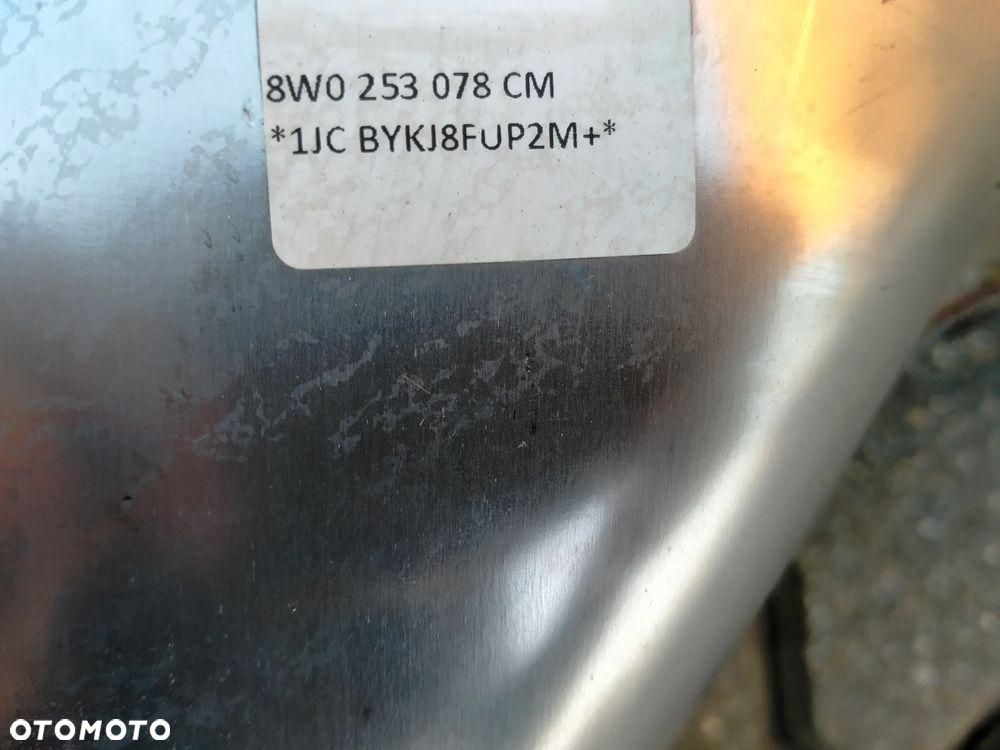 8W0 253 078 CM
*1JC BYKJ8FUP2M+*
OTOMOTO